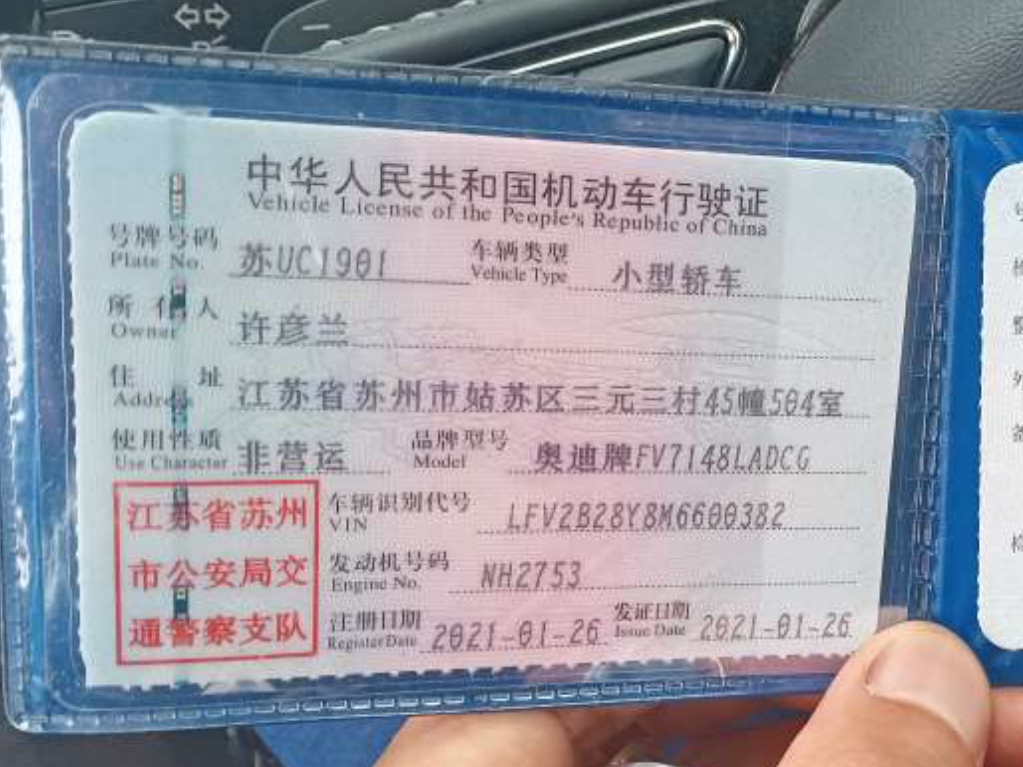 中华人民共和国机动车行驶证
Vehicle License of the People's Republic of China
号牌号码 苏UC1901 车辆类型 小型轿车
Plate No. Vehicle Type
所有人 许彦兰
Owner
住址 江苏省苏州市姑苏区三元三村45幢504室
Address
使用性质 非营运 品牌型号 奥迪牌FV7148LADCG
Use Character Model
江苏省苏州
市公安局交
通警察支队
车辆识别代号 LFV2B28Y8M6600382
VIN
发动机号码 NH2753
Engine No.
注册日期 2021-01-26 发证日期 2021-01-26
Register Date Issue Date